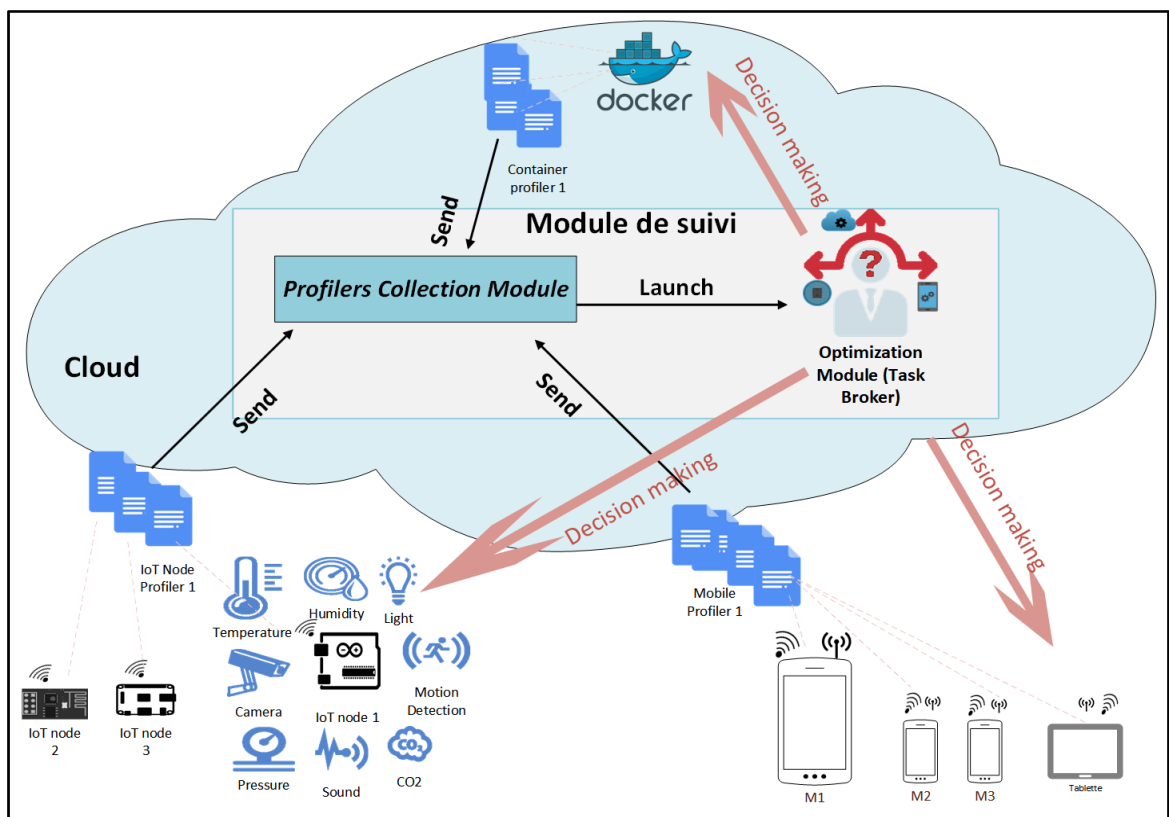 docker
Decision making
Container
profiler 1
Send
Module de suivi
?
Profilers Collection Module
Launch
Optimization
Module (Task
Broker)
Cloud
Send
Send
Decision making
Decision making
IoT Node
Profiler 1
Temperature
Humidity
Light
Mobile
Profiler 1
Camera
IoT node 1
Motion
Detection
IoT node
2
IoT node
3
Pressure
Sound
CO2
CO2
M1
M2
M3
Tablette